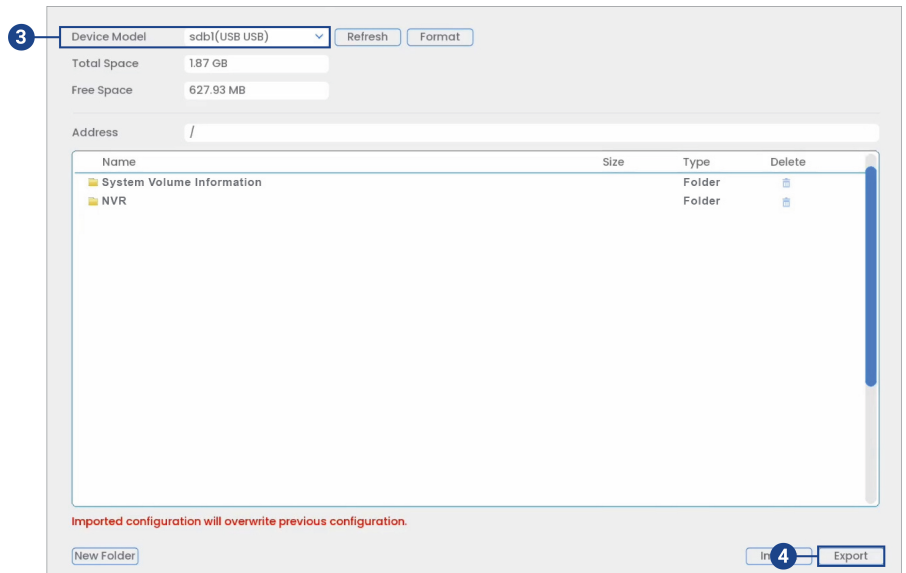 3
Device Model sdb1(USB USB) Refresh Format
Total Space 1.87 GB
Free Space 627.93 MB
Address /
Name Size Type Delete
System Volume Information Folder
NVR Folder
Imported configuration will overwrite previous configuration.
New Folder 4 Export